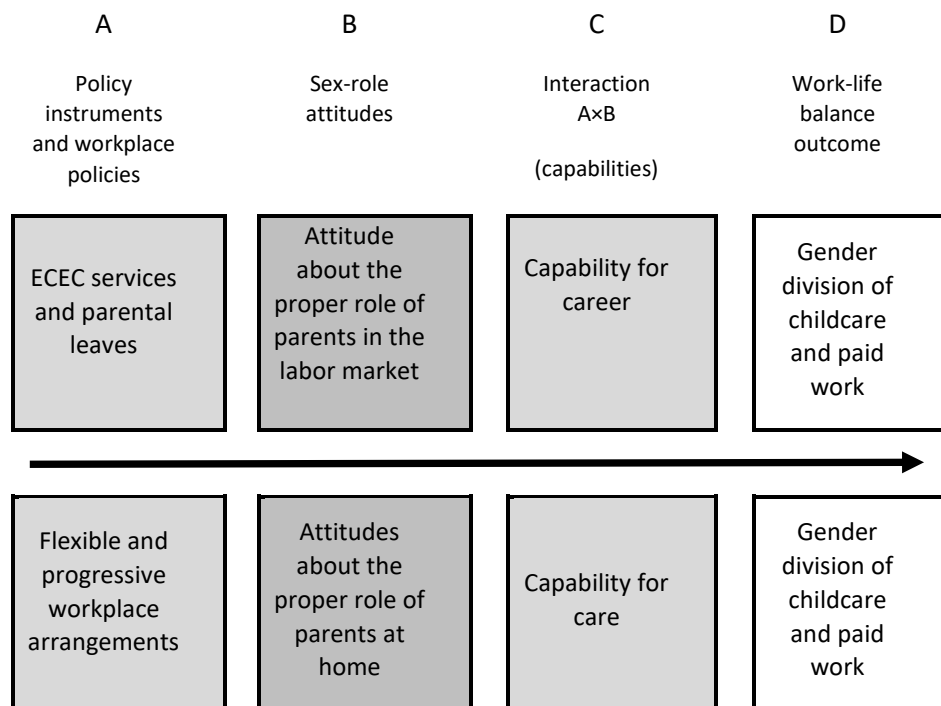 A
B
C
D
Policy
instruments
and workplace
policies
Sex-role
attitudes
Interaction
A×B
(capabilities)
Work-life
balance
outcome
ECEC services
and parental
leaves
Attitude
about the
proper role of
parents in the
labor market
Capability for
career
Gender
division of
childcare
and paid
work
Flexible and
progressive
workplace
arrangements
Attitudes
about the
proper role of
parents at
home
Capability for
care
Gender
division of
childcare
and paid
work